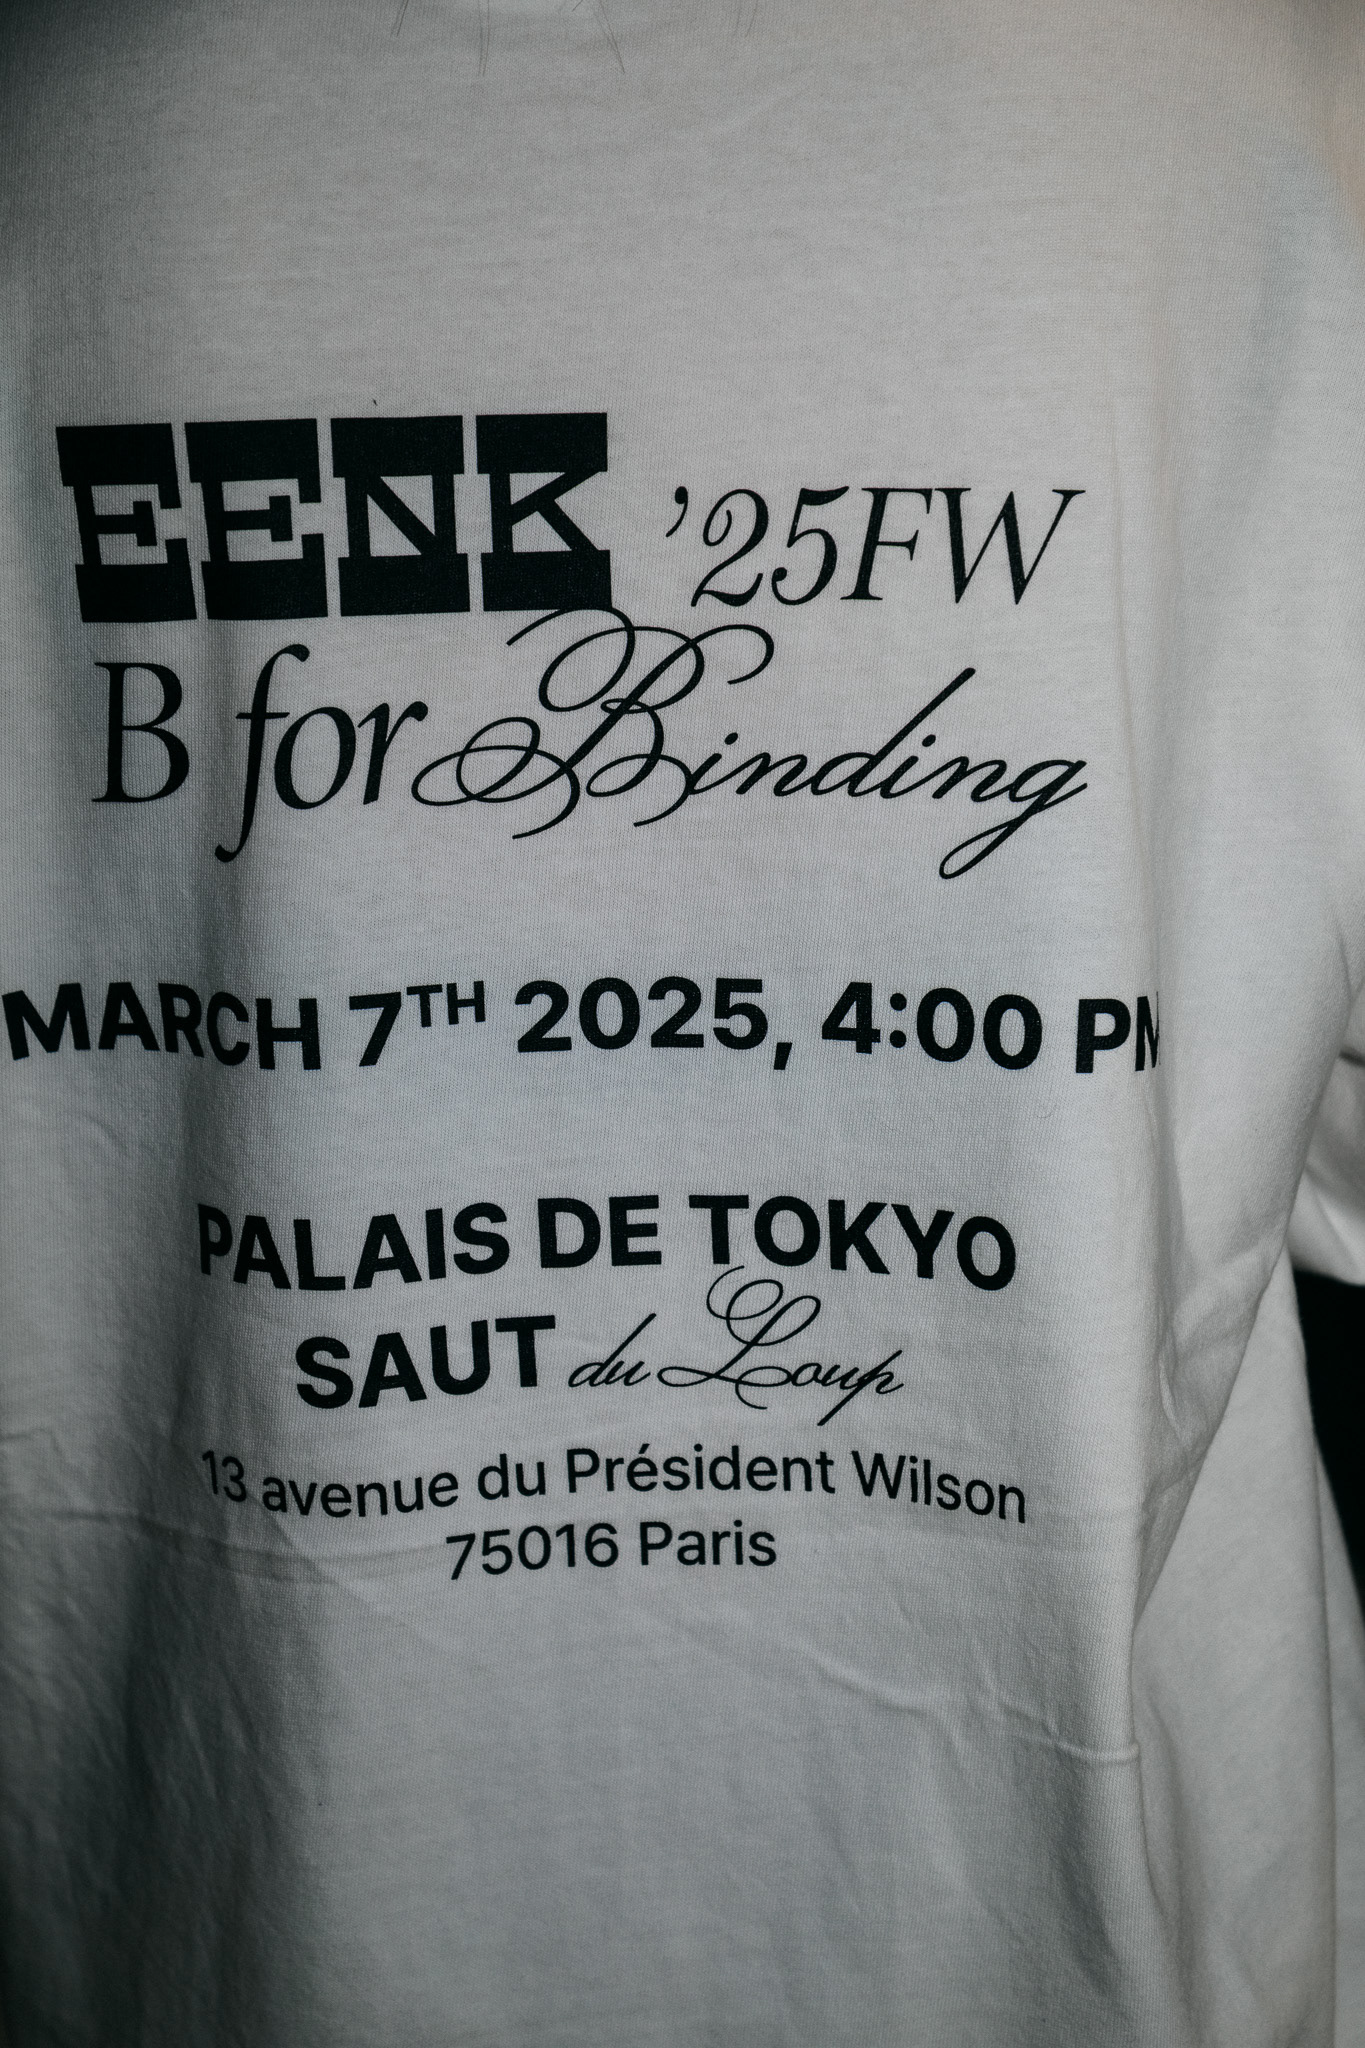 EENK ’25FW
B for Binding
MARCH 7TH 2025, 4:00 PM
PALAIS DE TOKYO
SAUT du Loup
13 avenue du Président Wilson
75016 Paris